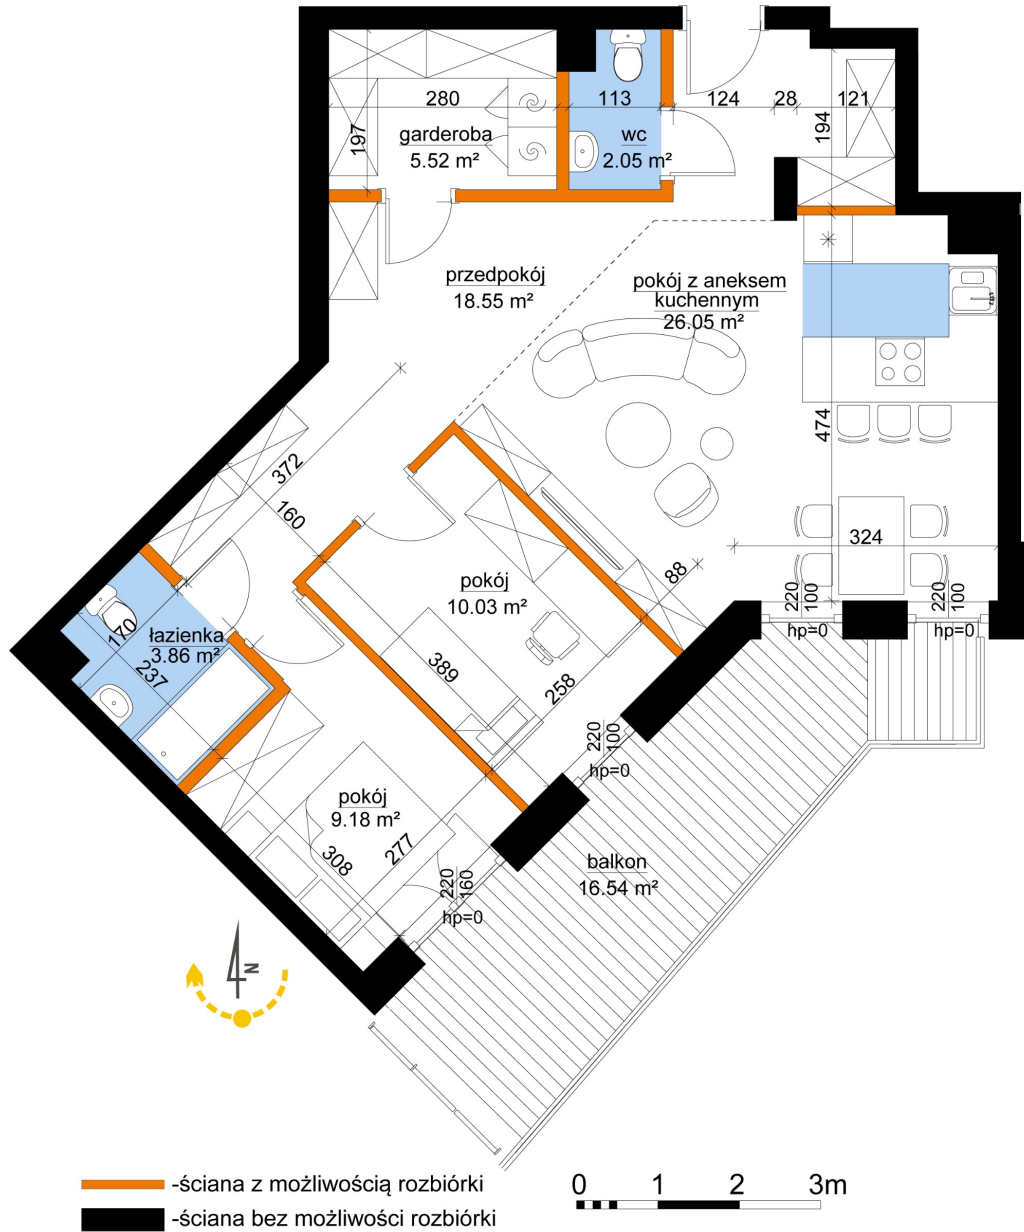 280
197
garderoba
5.52 m²
113
wc
2.05 m²
124
28
121
194
przedpokój
18.55 m²
pokój z aneksem
kuchennym
26.05 m²
474
372
160
324
88
220
100
hp=0
220
100
hp=0
pokój
10.03 m²
389
258
220
100
hp=0
łazienka
3.86 m²
170
237
pokój
9.18 m²
308
277
220
160
hp=0
balkon
16.54 m²
N
-ściana z możliwością rozbiórki
-ściana bez możliwości rozbiórki
0 1 2 3m